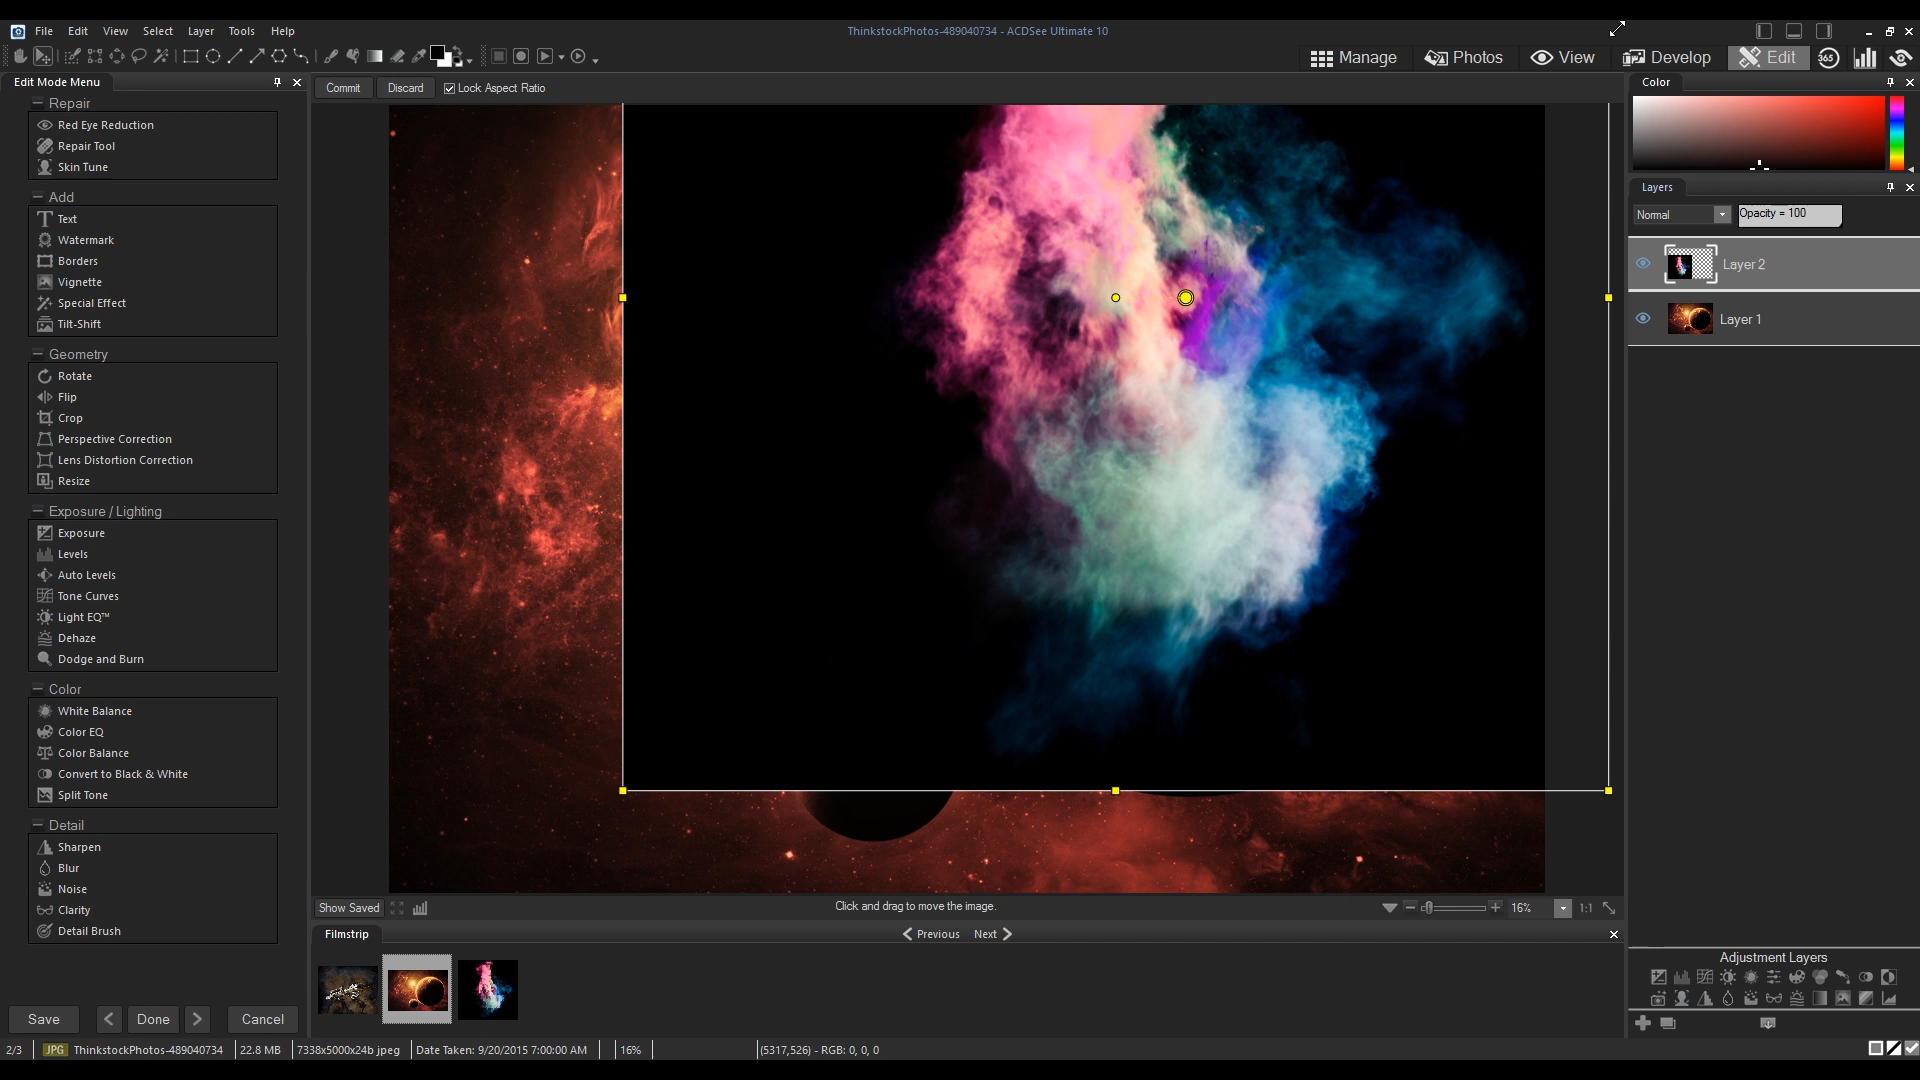 File Edit View Select Layer Tools Help
ThinkstockPhotos-489040734 - ACDSee Ultimate 10
Manage Photos View Develop Edit 365
Edit Mode Menu
Commit Discard Lock Aspect Ratio
Repair
Red Eye Reduction
Repair Tool
Skin Tune
Add
Text
Watermark
Borders
Vignette
Special Effect
Tilt-Shift
Geometry
Rotate
Flip
Crop
Perspective Correction
Lens Distortion Correction
Resize
Exposure / Lighting
Exposure
Levels
Auto Levels
Tone Curves
Light EQ™
Dehaze
Dodge and Burn
Color
White Balance
Color EQ
Color Balance
Convert to Black & White
Split Tone
Detail
Sharpen
Blur
Noise
Clarity
Detail Brush
Save Done Cancel
Color
Layers
Normal Opacity = 100
Layer 2
Layer 1
Adjustment Layers
Show Saved Click and drag to move the image. 16% 1:1
Filmstrip Previous Next
2/3 JPG ThinkstockPhotos-489040734 22.8 MB 7338x5000x24b jpeg Date Taken: 9/20/2015 7:00:00 AM 16% (5317,526) - RGB: 0, 0, 0